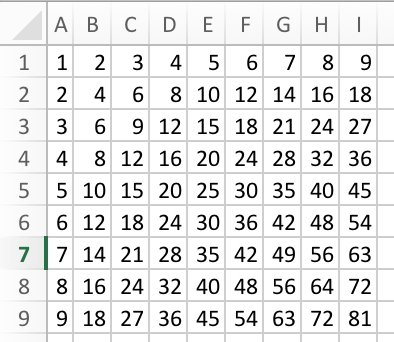 A B C D E F G H I
1 1 2 3 4 5 6 7 8 9
2 2 4 6 8 10 12 14 16 18
3 3 6 9 12 15 18 21 24 27
4 4 8 12 16 20 24 28 32 36
5 5 10 15 20 25 30 35 40 45
6 6 12 18 24 30 36 42 48 54
7 7 14 21 28 35 42 49 56 63
8 8 16 24 32 40 48 56 64 72
9 9 18 27 36 45 54 63 72 81